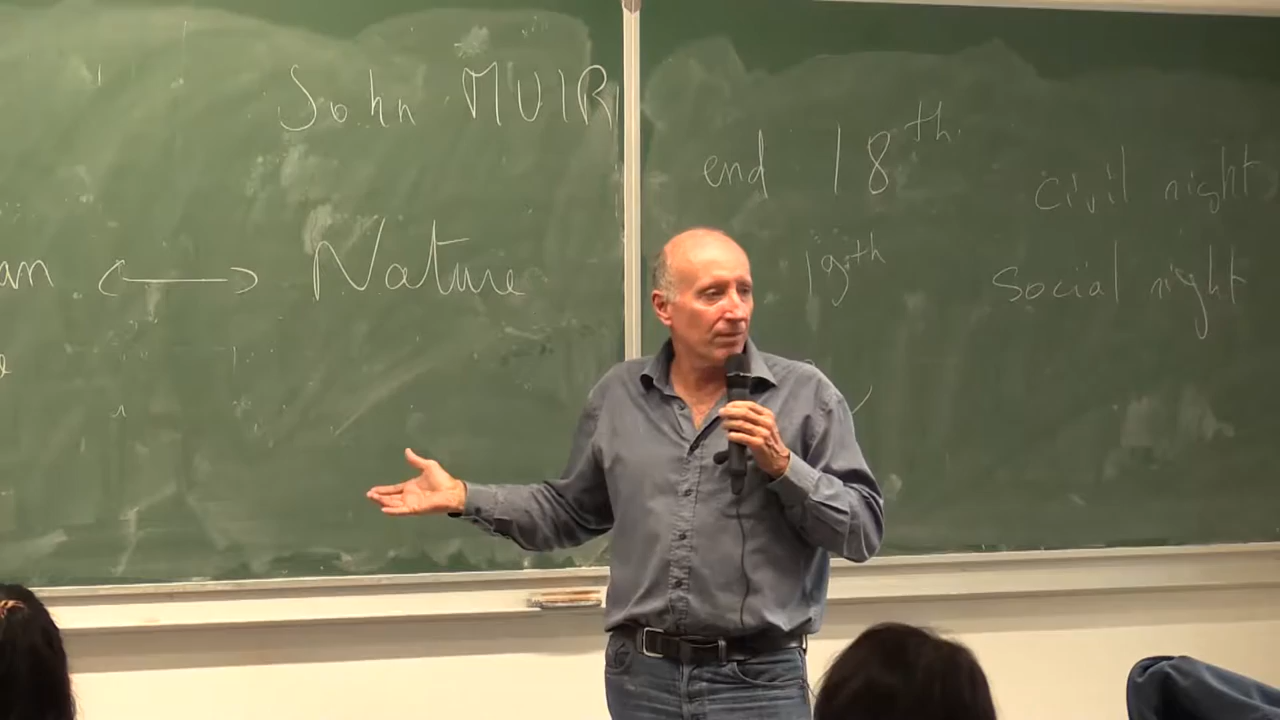 John MUIR
an ⟷ Nature
end 18th
19th
civil right
Social right